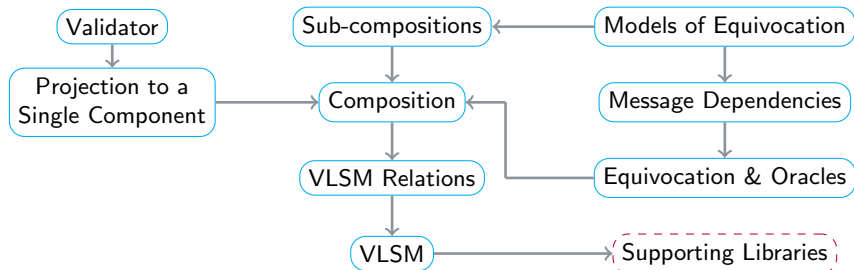 Validator
Sub-compositions
Models of Equivocation
Projection to a
Single Component
Composition
Message Dependencies
VLSM Relations
Equivocation & Oracles
VLSM
Supporting Libraries